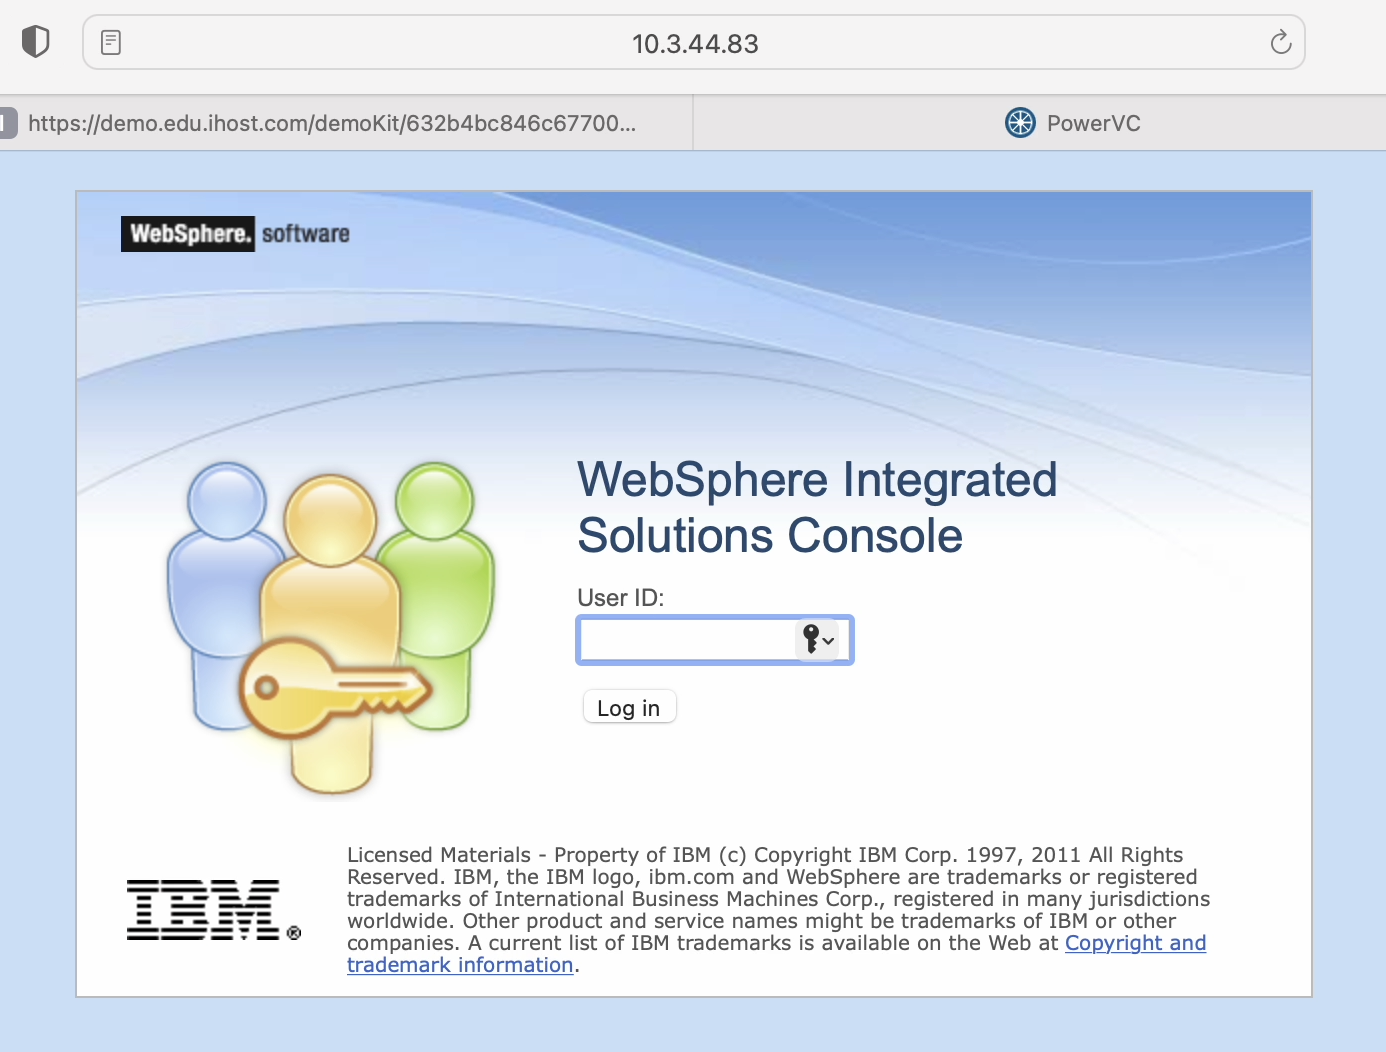 10.3.44.83
https://demo.edu.ihost.com/demoKit/632b4bc846c67700...
PowerVC
WebSphere. software
WebSphere Integrated
Solutions Console
User ID:
Log in
Licensed Materials - Property of IBM (c) Copyright IBM Corp. 1997, 2011 All Rights
Reserved. IBM, the IBM logo, ibm.com and WebSphere are trademarks or registered
trademarks of International Business Machines Corp., registered in many jurisdictions
worldwide. Other product and service names might be trademarks of IBM or other
companies. A current list of IBM trademarks is available on the Web at Copyright and
trademark information.
IBM®